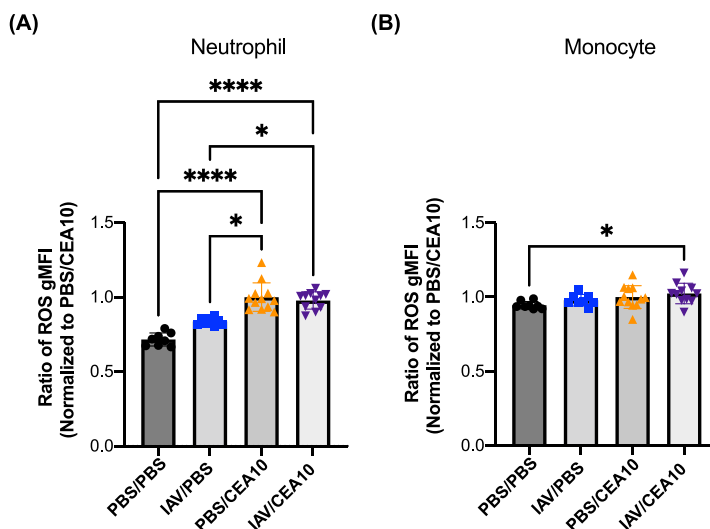 (A)
Neutrophil
****
*
****
*
Ratio of ROS gMFI
(Normalized to PBS/CEA10)
1.5
1.0
0.5
0.0
PBS/PBS
IAV/PBS
PBS/CEA10
IAV/CEA10
(B)
Monocyte
*
Ratio of ROS gMFI
(Normalized to PBS/CEA10)
1.5
1.0
0.5
0.0
PBS/PBS
IAV/PBS
PBS/CEA10
IAV/CEA10